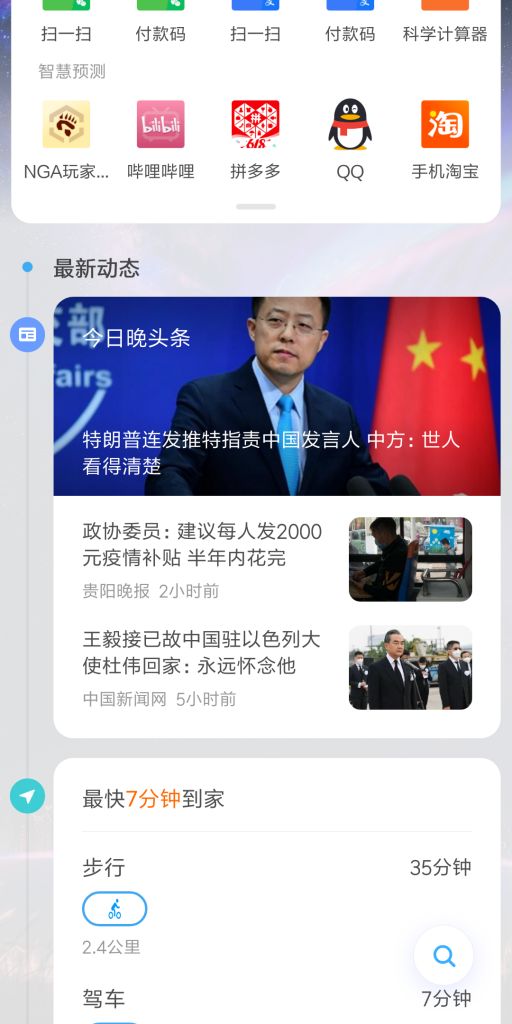 扫一扫 付款码 扫一扫 付款码 科学计算器
智慧预测
bilibili 拼 618 淘
NGA玩家... 哔哩哔哩 拼多多 QQ 手机淘宝
最新动态
交部
fairs
今日晚头条
特朗普连发推特指责中国发言人 中方：世人
看得清楚
政协委员：建议每人发2000
元疫情补贴 半年内花完
贵阳晚报 2小时前
王毅接已故中国驻以色列大
使杜伟回家：永远怀念他
中国新闻网 5小时前
最快7分钟到家
步行 35分钟
2.4公里
驾车 7分钟